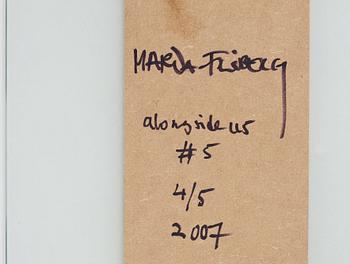 MARIA FRIBERG
alongside us
#5
4/5
2007